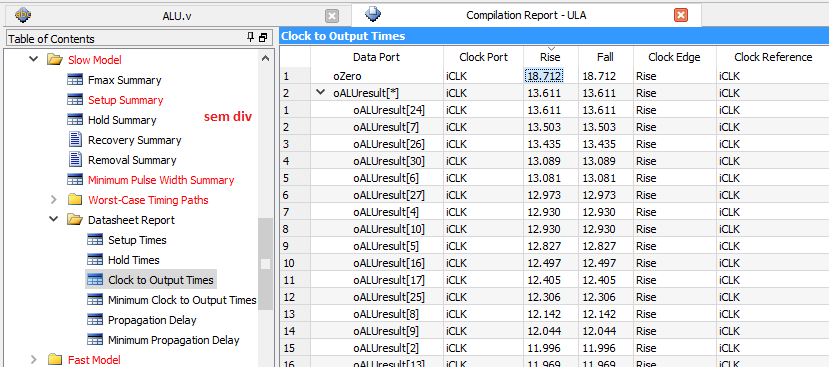 ALU.v
Compilation Report - ULA
Table of Contents
Slow Model
Fmax Summary
Setup Summary
Hold Summary
sem div
Recovery Summary
Removal Summary
Minimum Pulse Width Summary
Worst-Case Timing Paths
Datasheet Report
Setup Times
Hold Times
Clock to Output Times
Minimum Clock to Output Times
Propagation Delay
Minimum Propagation Delay
Fast Model
Clock to Output Times
Data Port Clock Port Rise Fall Clock Edge Clock Reference
1 oZero iCLK 18.712 18.712 Rise iCLK
2 oALUresult[*] iCLK 13.611 13.611 Rise iCLK
1 oALUresult[24] iCLK 13.611 13.611 Rise iCLK
2 oALUresult[7] iCLK 13.503 13.503 Rise iCLK
3 oALUresult[26] iCLK 13.435 13.435 Rise iCLK
4 oALUresult[30] iCLK 13.089 13.089 Rise iCLK
5 oALUresult[6] iCLK 13.081 13.081 Rise iCLK
6 oALUresult[27] iCLK 12.973 12.973 Rise iCLK
7 oALUresult[4] iCLK 12.930 12.930 Rise iCLK
8 oALUresult[10] iCLK 12.930 12.930 Rise iCLK
9 oALUresult[5] iCLK 12.827 12.827 Rise iCLK
10 oALUresult[16] iCLK 12.497 12.497 Rise iCLK
11 oALUresult[17] iCLK 12.405 12.405 Rise iCLK
12 oALUresult[25] iCLK 12.306 12.306 Rise iCLK
13 oALUresult[8] iCLK 12.142 12.142 Rise iCLK
14 oALUresult[9] iCLK 12.044 12.044 Rise iCLK
15 oALUresult[2] iCLK 11.996 11.996 Rise iCLK
16 oALUresult[13] iCLK 11.969 11.969 Rise iCLK